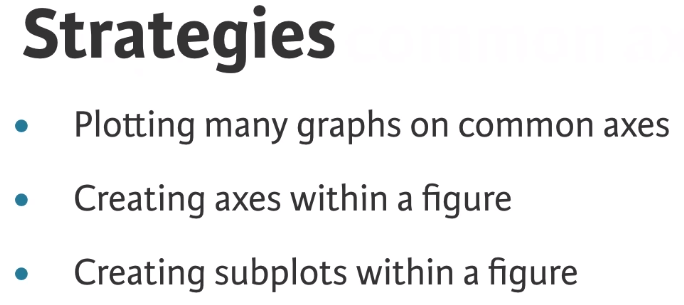 Strategies
• Plotting many graphs on common axes
• Creating axes within a figure
• Creating subplots within a figure